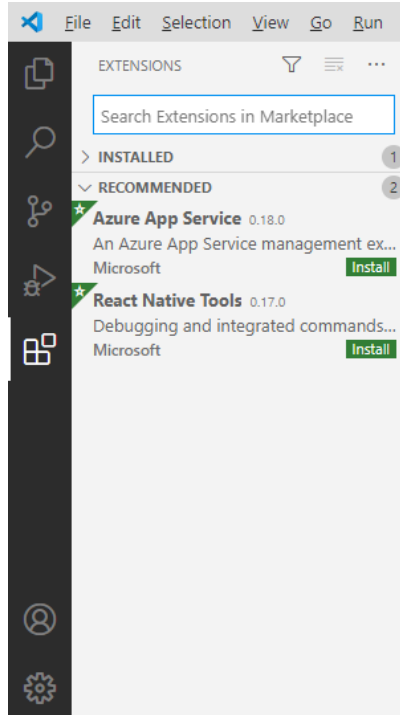 File Edit Selection View Go Run
EXTENSIONS
Search Extensions in Marketplace
INSTALLED 1
RECOMMENDED 2
Azure App Service 0.18.0
An Azure App Service management ex...
Microsoft Install
React Native Tools 0.17.0
Debugging and integrated commands...
Microsoft Install